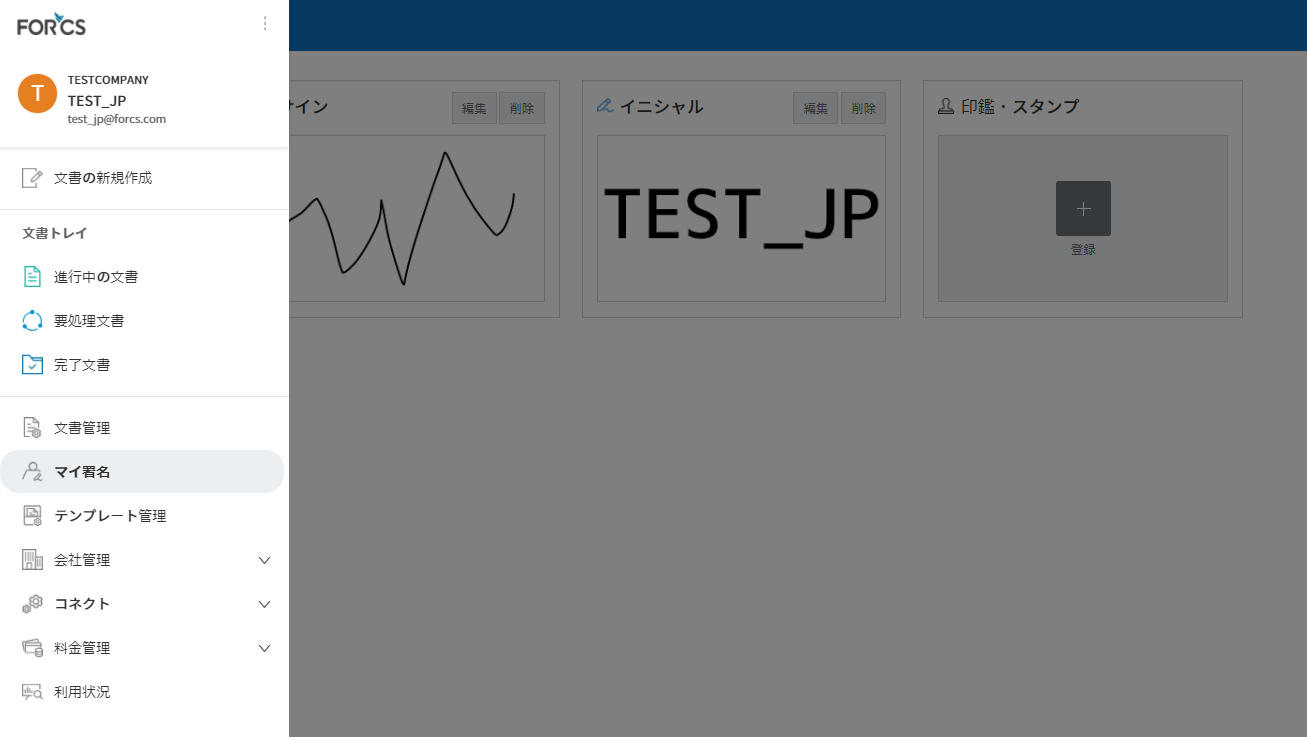 FORCS
TESTCOMPANY
T
TEST_JP
test_jp@forcs.com
文書の新規作成
文書トレイ
進行中の文書
要処理文書
完了文書
文書管理
マイ署名
テンプレート管理
会社管理
コネクト
料金管理
利用状況
イン
編集
削除
イニシャル
編集
削除
TEST_JP
印鑑・スタンプ
登録